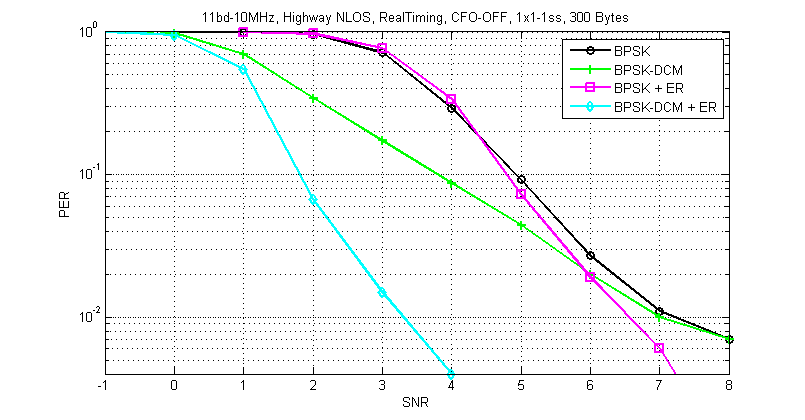 11bd-10MHz, Highway NLOS, RealTiming, CFO-OFF, 1x1-1ss, 300 Bytes
BPSK
BPSK-DCM
BPSK + ER
BPSK-DCM + ER
10^0
10^-1
10^-2
PER
-1 0 1 2 3 4 5 6 7 8
SNR